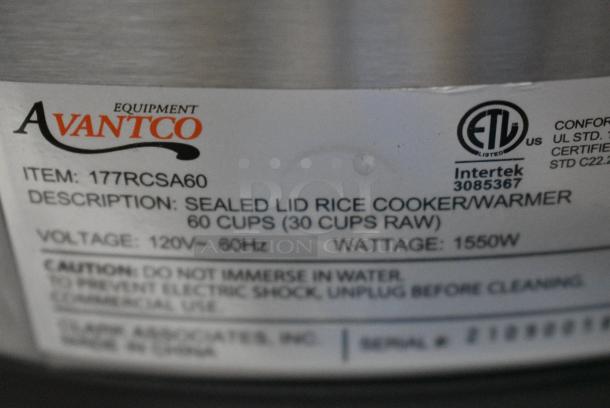 EQUIPMENT
AVANTCO
ETL
LISTED
US
Intertek
3085367
CONFOR
UL STD.
CERTIFIE
STD C22.2
ITEM: 177RCSA60
DESCRIPTION: SEALED LID RICE COOKER/WARMER
60 CUPS (30 CUPS RAW)
VOLTAGE: 120V~ 60Hz WATTAGE: 1550W
CAUTION: DO NOT IMMERSE IN WATER.
TO PREVENT ELECTRIC SHOCK, UNPLUG BEFORE CLEANING.
COMMERCIAL USE.
CLARK ASSOCIATES, INC.
MADE IN CHINA
SERIAL #: